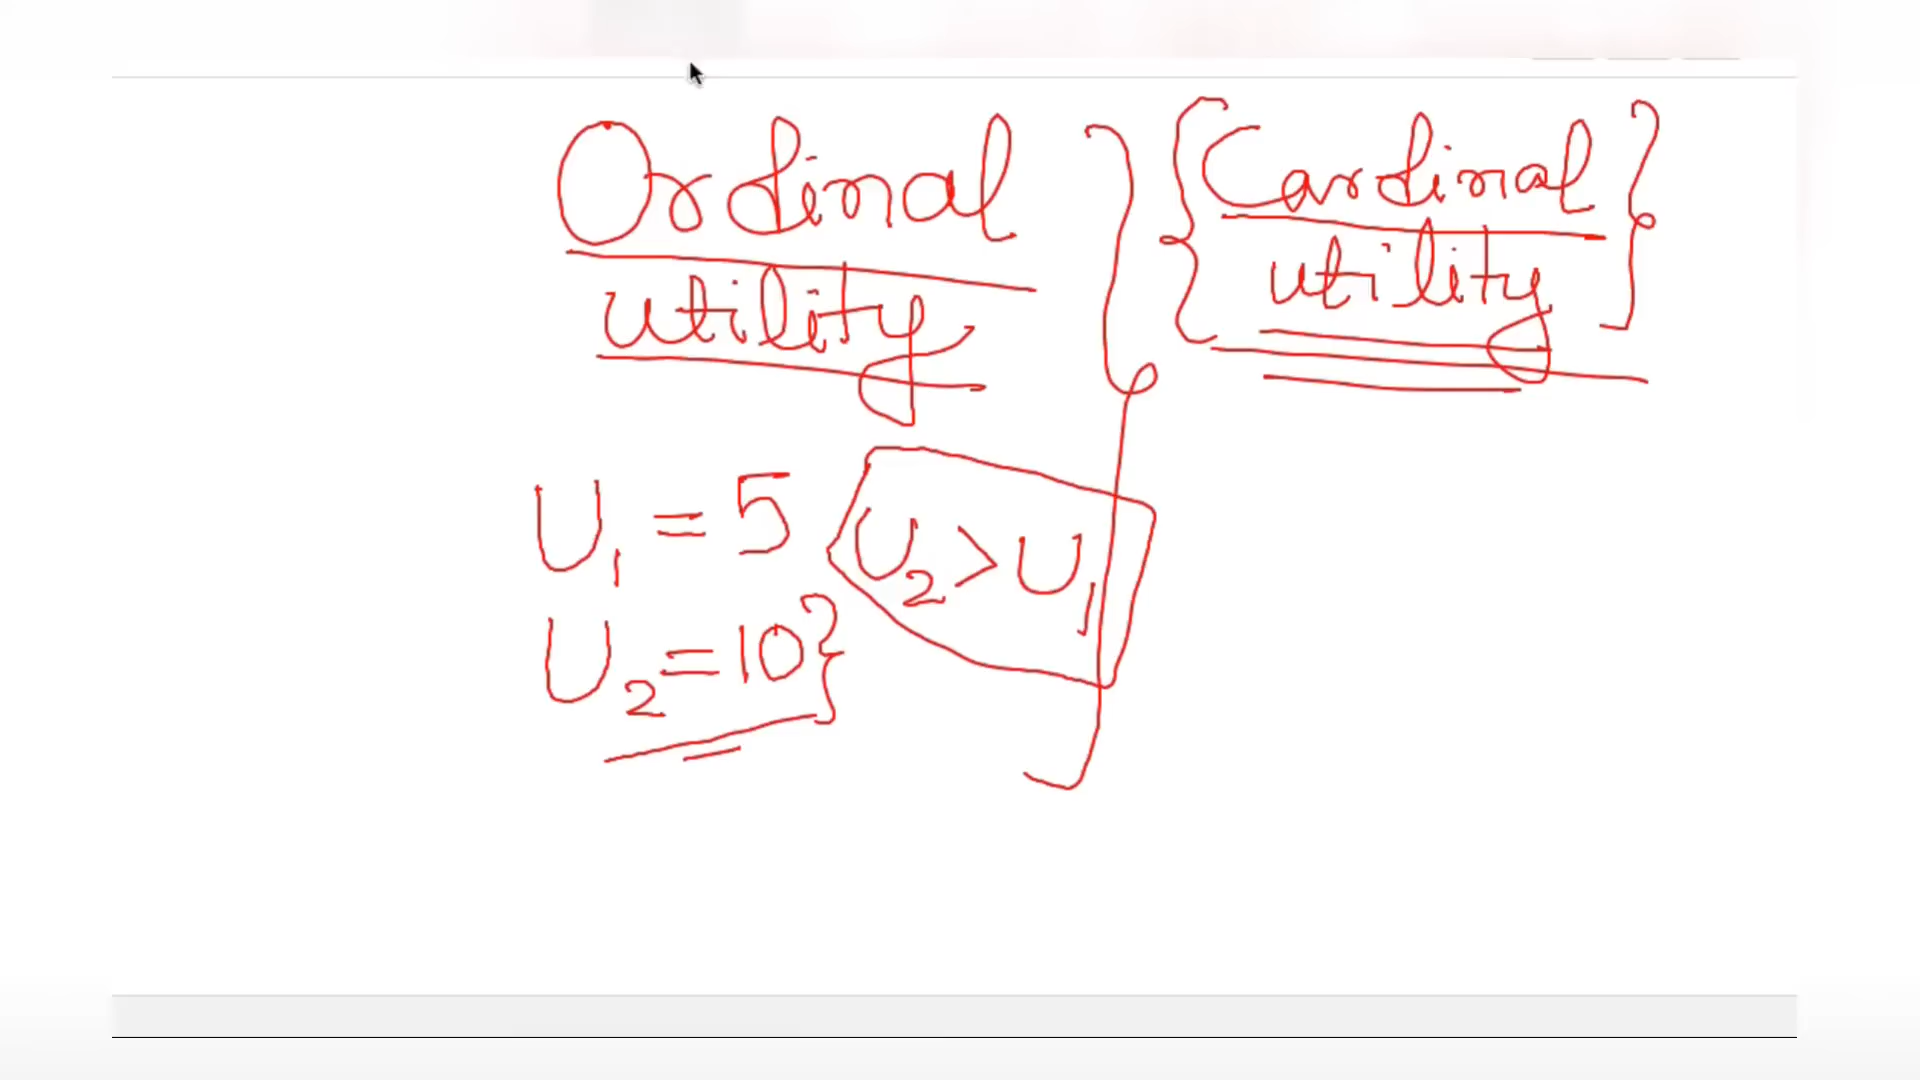 Ordinal
utility
Cardinal
utility
U₁ = 5
U₂ > U₁
U₂ = 10